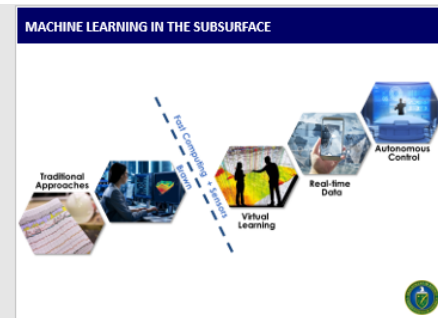 MACHINE LEARNING IN THE SUBSURFACE
Traditional
Approaches
Fast Computing + Sensors
Brawn
Virtual
Learning
Real-time
Data
Autonomous
Control